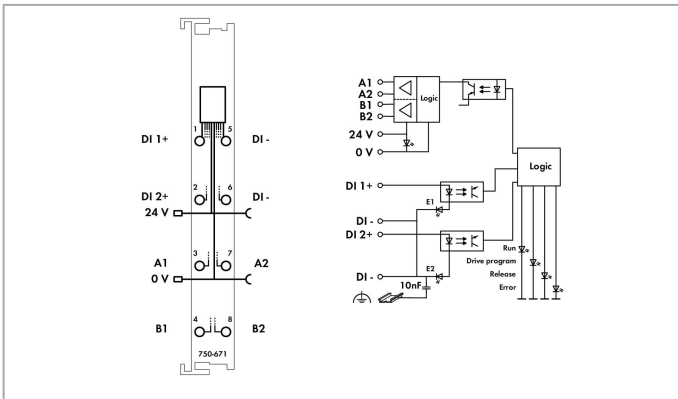 1 5
DI 1+ DI -
2 6
DI 2+ DI -
24 V
3 7
A1 A2
0 V
4 8
B1 B2
750-671
A1
A2
B1
B2
Logic
24 V
0 V
Logic
DI 1+
E1
DI -
DI 2+
Run
Drive program
E2
Release
DI -
10nF
Error